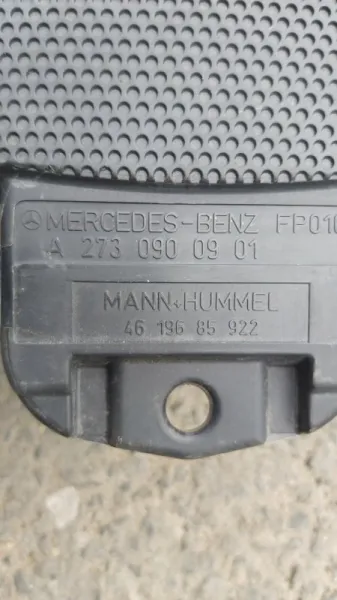 MERCEDES-BENZ FP010
A 273 090 09 01
MANN+HUMMEL
46 196 85 922